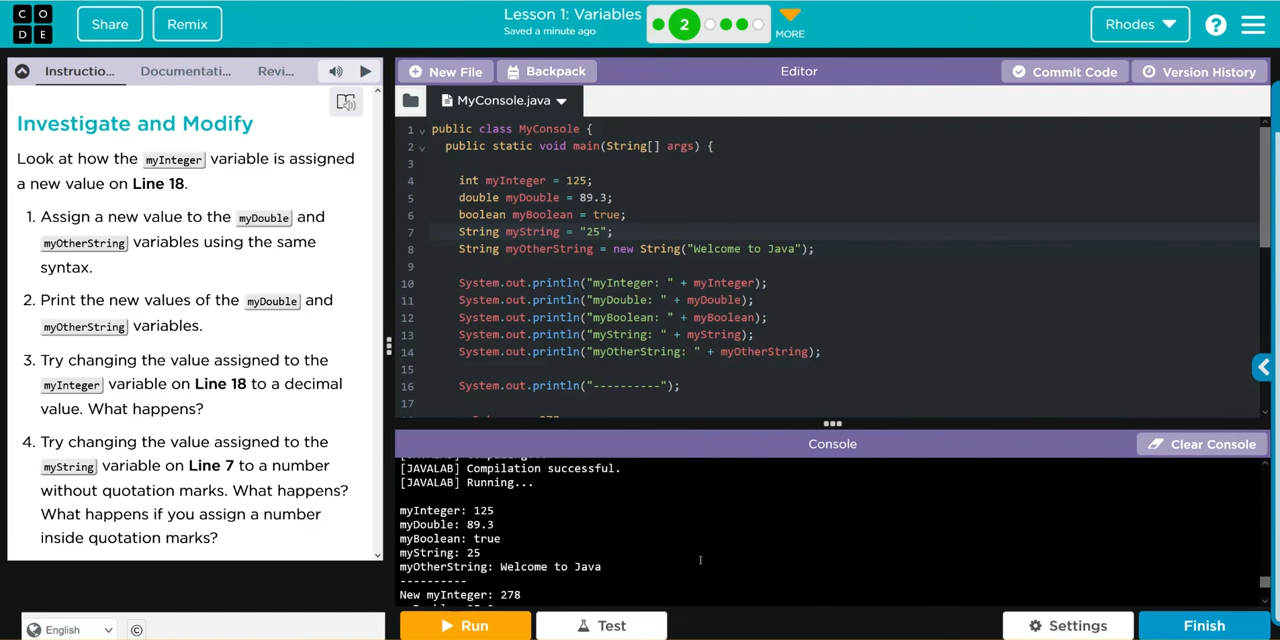 CODE
Share
Remix
Lesson 1: Variables
Saved a minute ago
2
MORE
Rhodes
?
Instructio...
Documentati...
Revi...
Investigate and Modify
Look at how the myInteger variable is assigned
a new value on Line 18.
1. Assign a new value to the myDouble and
myOtherString variables using the same
syntax.
2. Print the new values of the myDouble and
myOtherString variables.
3. Try changing the value assigned to the
myInteger variable on Line 18 to a decimal
value. What happens?
4. Try changing the value assigned to the
myString variable on Line 7 to a number
without quotation marks. What happens?
What happens if you assign a number
inside quotation marks?
English
©
New File
Backpack
Editor
Commit Code
Version History
MyConsole.java
1 public class MyConsole {
2 public static void main(String[] args) {
3
4 int myInteger = 125;
5 double myDouble = 89.3;
6 boolean myBoolean = true;
7 String myString = "25";
8 String myOtherString = new String("Welcome to Java");
9
10 System.out.println("myInteger: " + myInteger);
11 System.out.println("myDouble: " + myDouble);
12 System.out.println("myBoolean: " + myBoolean);
13 System.out.println("myString: " + myString);
14 System.out.println("myOtherString: " + myOtherString);
15
16 System.out.println("----------");
17
Console
Clear Console
[JAVALAB] Compilation successful.
[JAVALAB] Running...
myInteger: 125
myDouble: 89.3
myBoolean: true
myString: 25
myOtherString: Welcome to Java
----------
New myInteger: 278
Run
Test
Settings
Finish